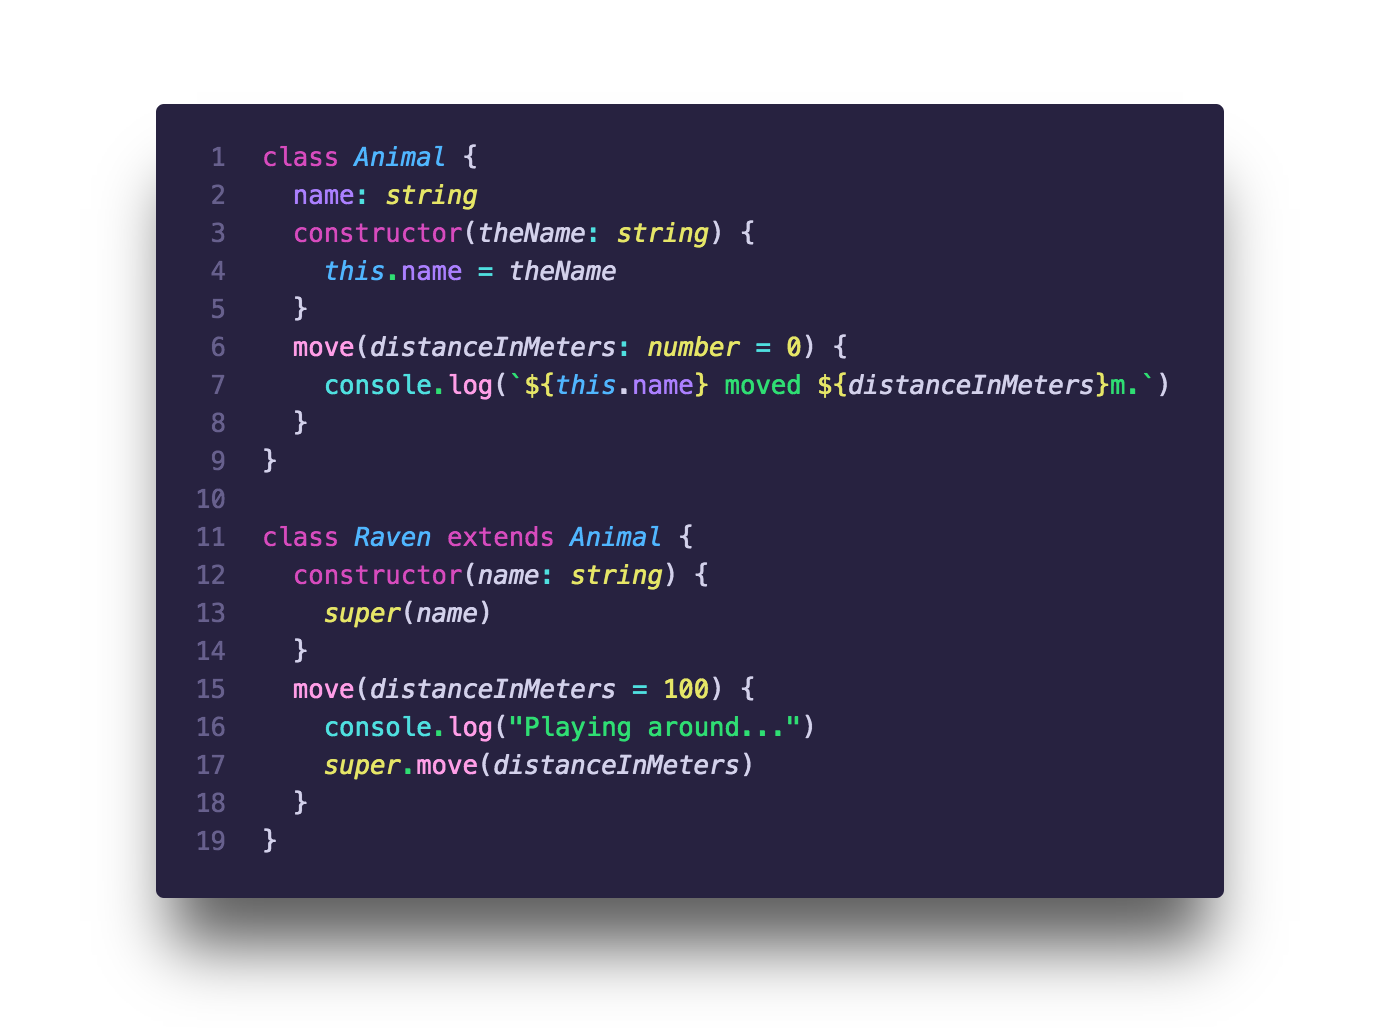 1 class Animal {
2   name: string
3   constructor(theName: string) {
4     this.name = theName
5   }
6   move(distanceInMeters: number = 0) {
7     console.log(`${this.name} moved ${distanceInMeters}m.`)
8   }
9 }
10
11 class Raven extends Animal {
12   constructor(name: string) {
13     super(name)
14   }
15   move(distanceInMeters = 100) {
16     console.log("Playing around...")
17     super.move(distanceInMeters)
18   }
19 }